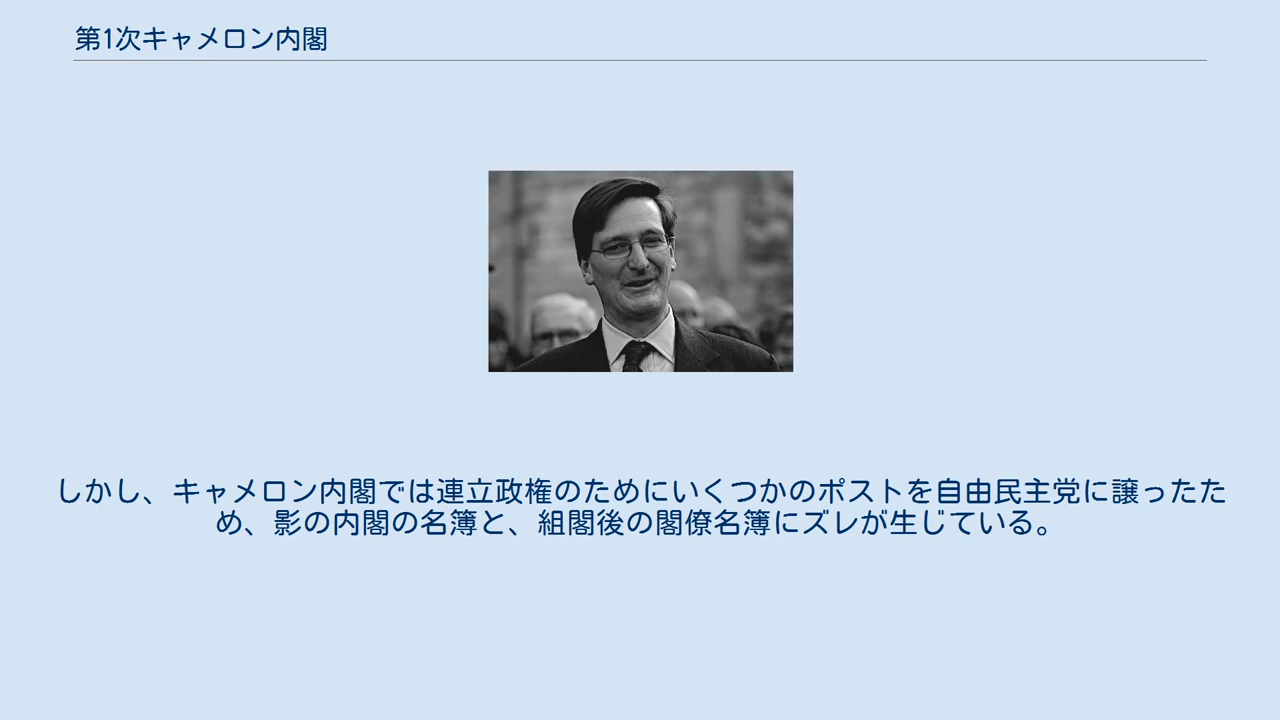 第1次キャメロン内閣
しかし、キャメロン内閣では連立政権のためにいくつかのポストを自由民主党に譲ったた
め、影の内閣の名簿と、組閣後の閣僚名簿にズレが生じている。